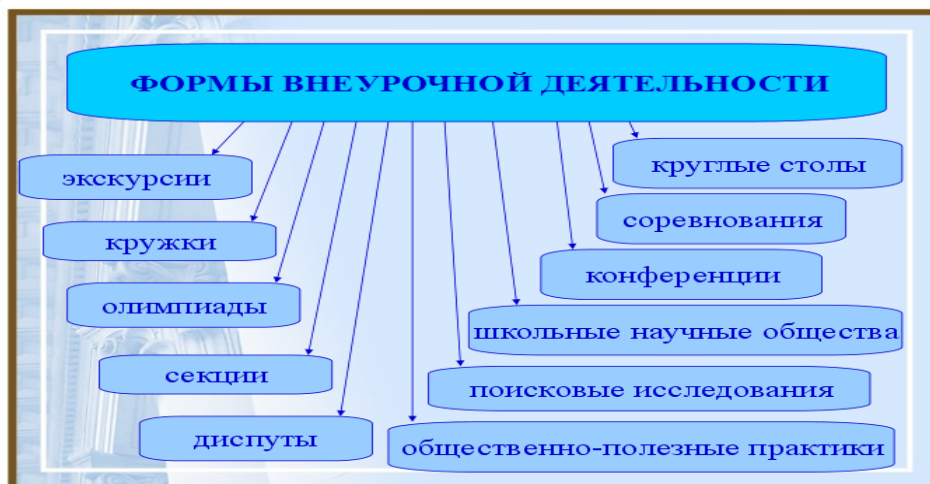 ФОРМЫ ВНЕУРОЧНОЙ ДЕЯТЕЛЬНОСТИ
экскурсии
кружки
олимпиады
секции
диспуты
круглые столы
соревнования
конференции
школьные научные общества
поисковые исследования
общественно-полезные практики